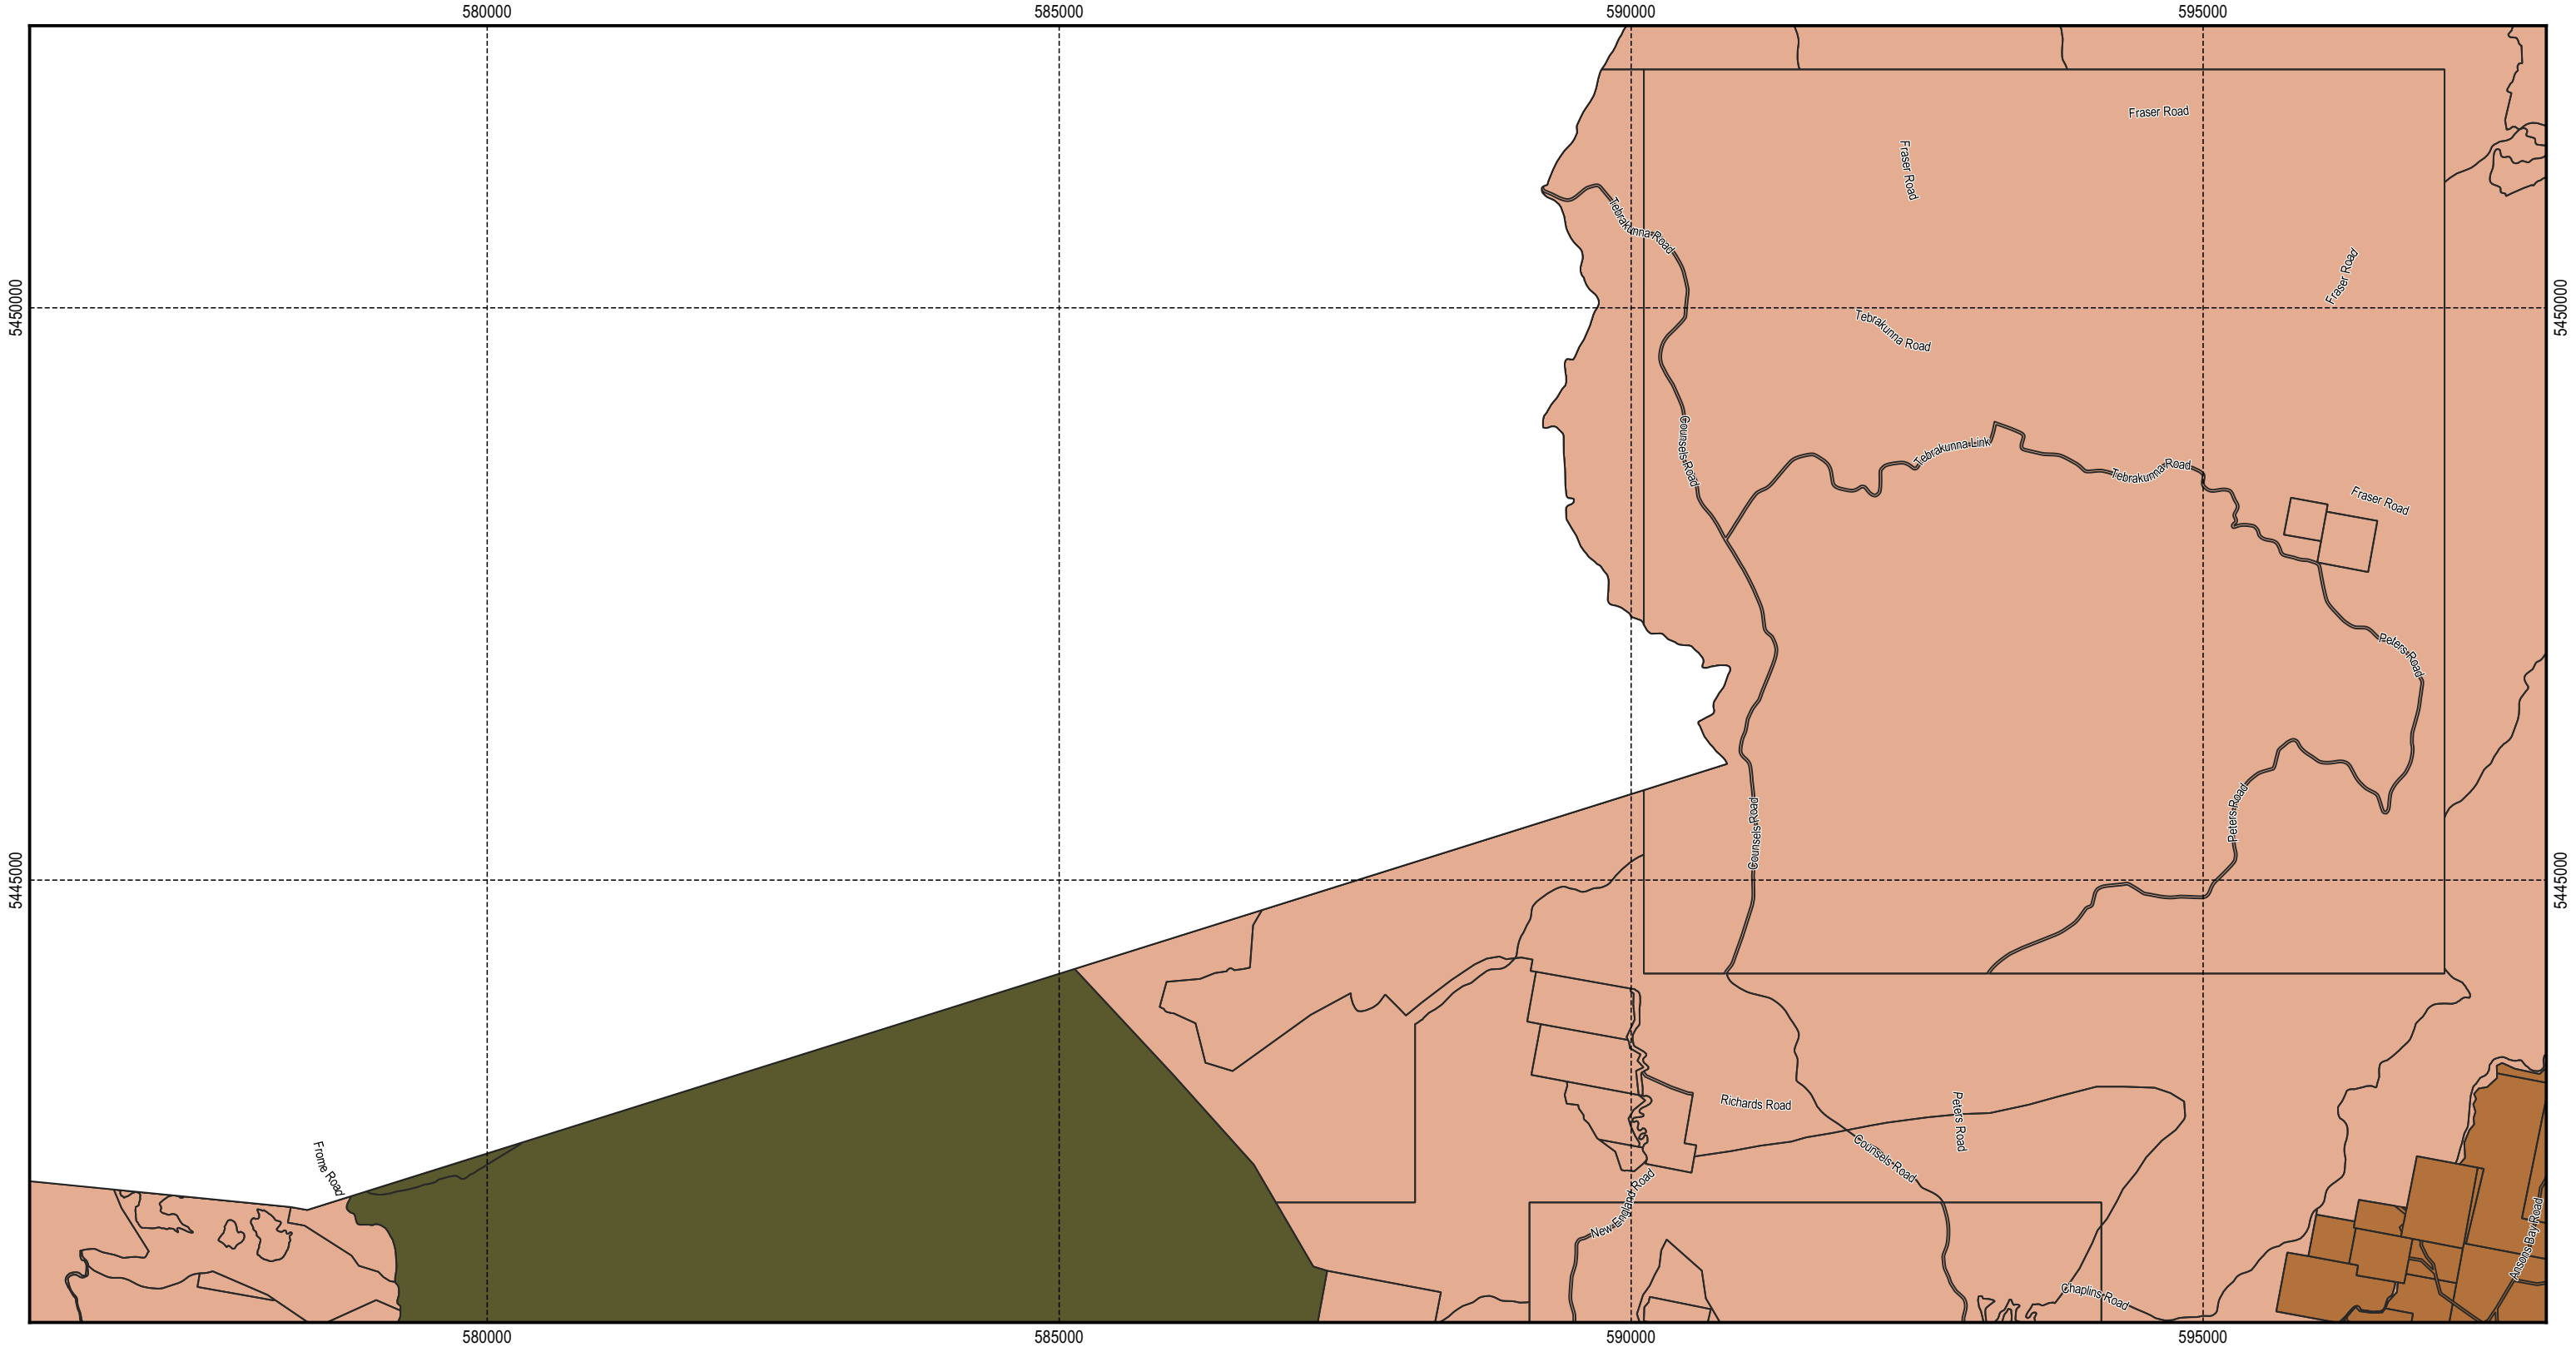 580000
585000
590000
595000
Fraser Road
Fraser Road
Tebrakunna Road
Fraser Road
5450000
5450000
Tebrakunna Road
Counsels Road
Tebrakunna Link
Tebrakunna Road
Fraser Road
Peters Road
Peters Road
Counsels Road
5445000
5445000
Richards Road
Peters Road
Counsels Road
Frome Road
New England Road
Ansons Bay Road
Chaplins Road
580000
585000
590000
595000